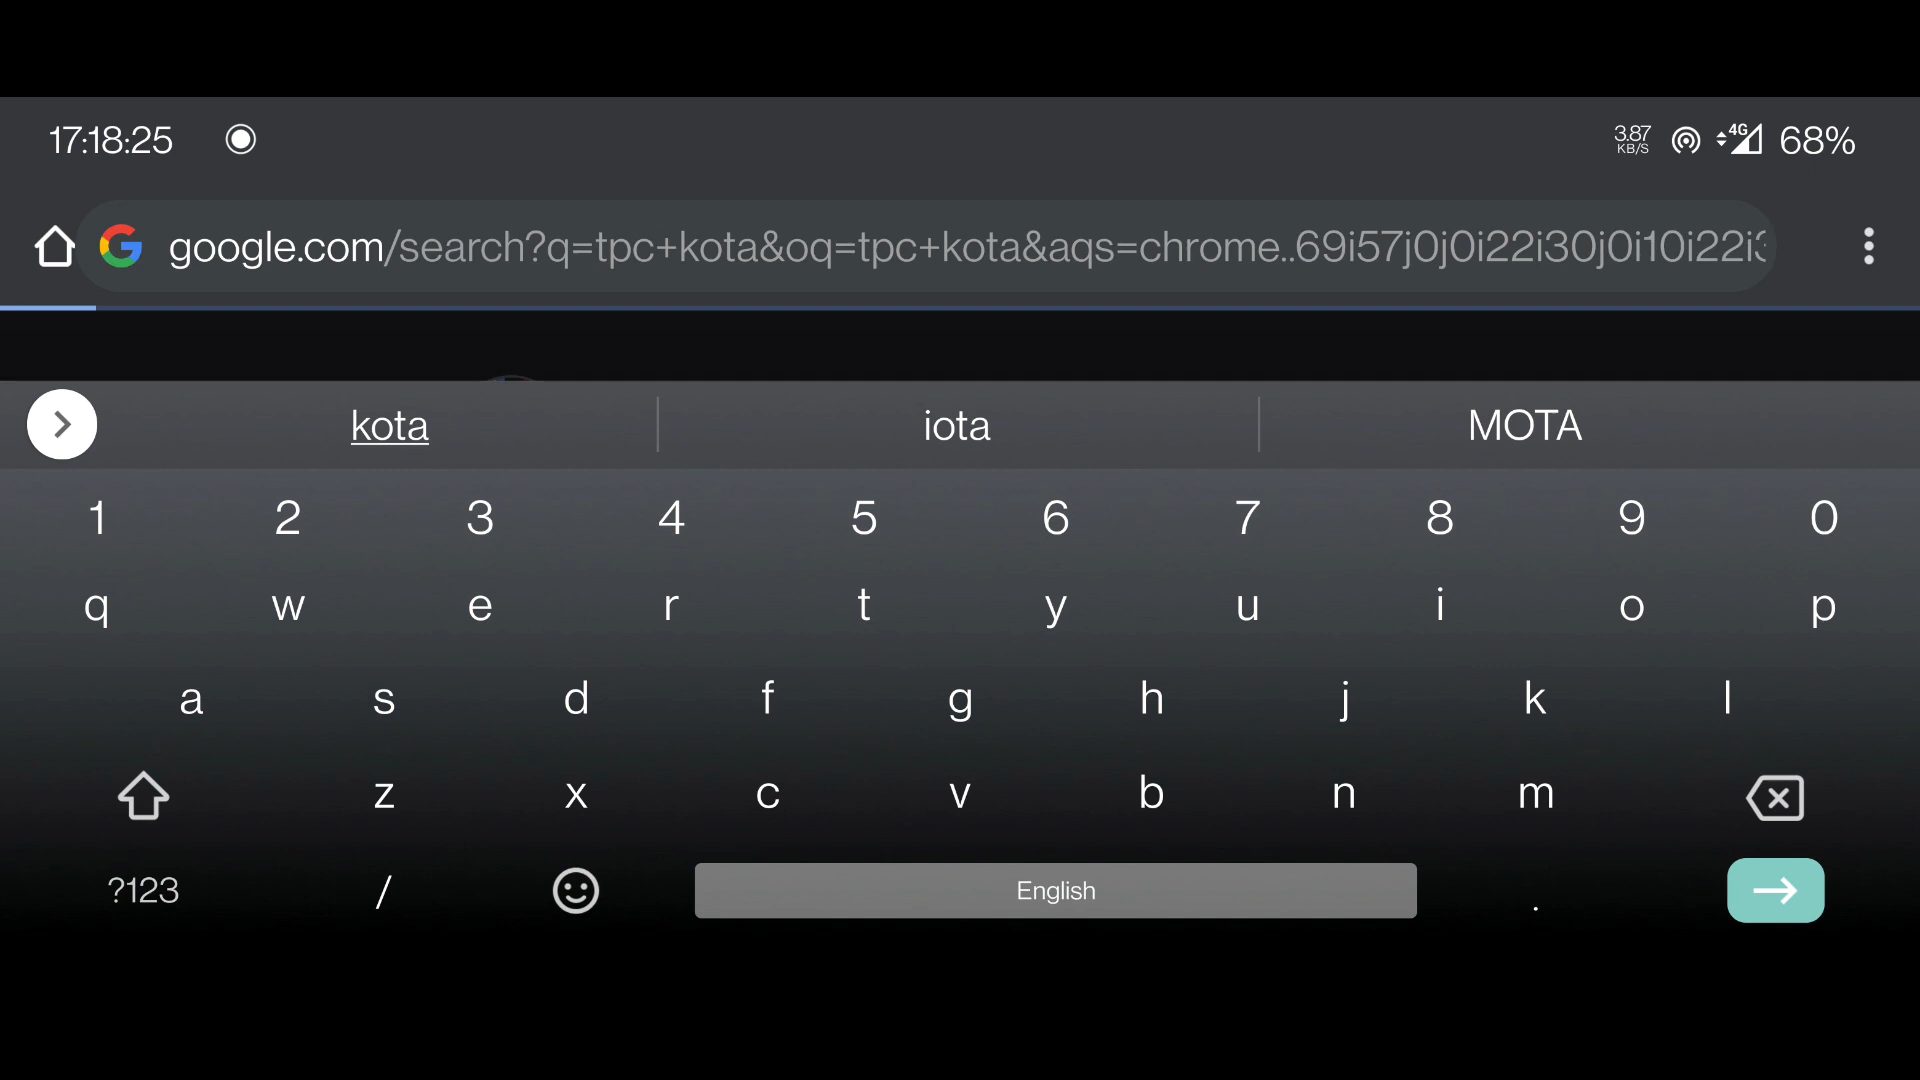 17:18:25 3.87 KB/S 4G 68%
google.com/search?q=tpc+kota&oq=tpc+kota&aqs=chrome..69i57j0j0i22i30j0i10i22i3
kota iota MOTA
1 2 3 4 5 6 7 8 9 0
q w e r t y u i o p
a s d f g h j k l
z x c v b n m
?123 / English .